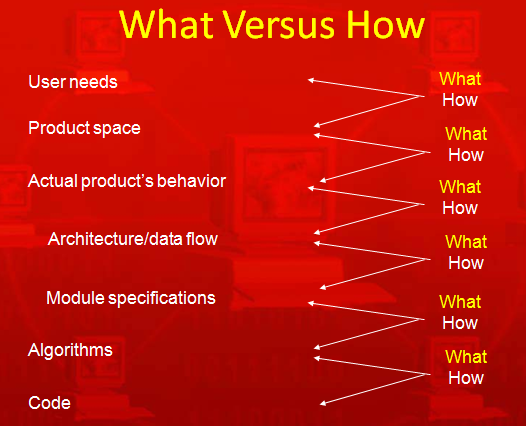 What Versus How
User needs
What
How
Product space
What
How
Actual product's behavior
What
How
Architecture/data flow
What
How
Module specifications
What
How
Algorithms
What
How
Code